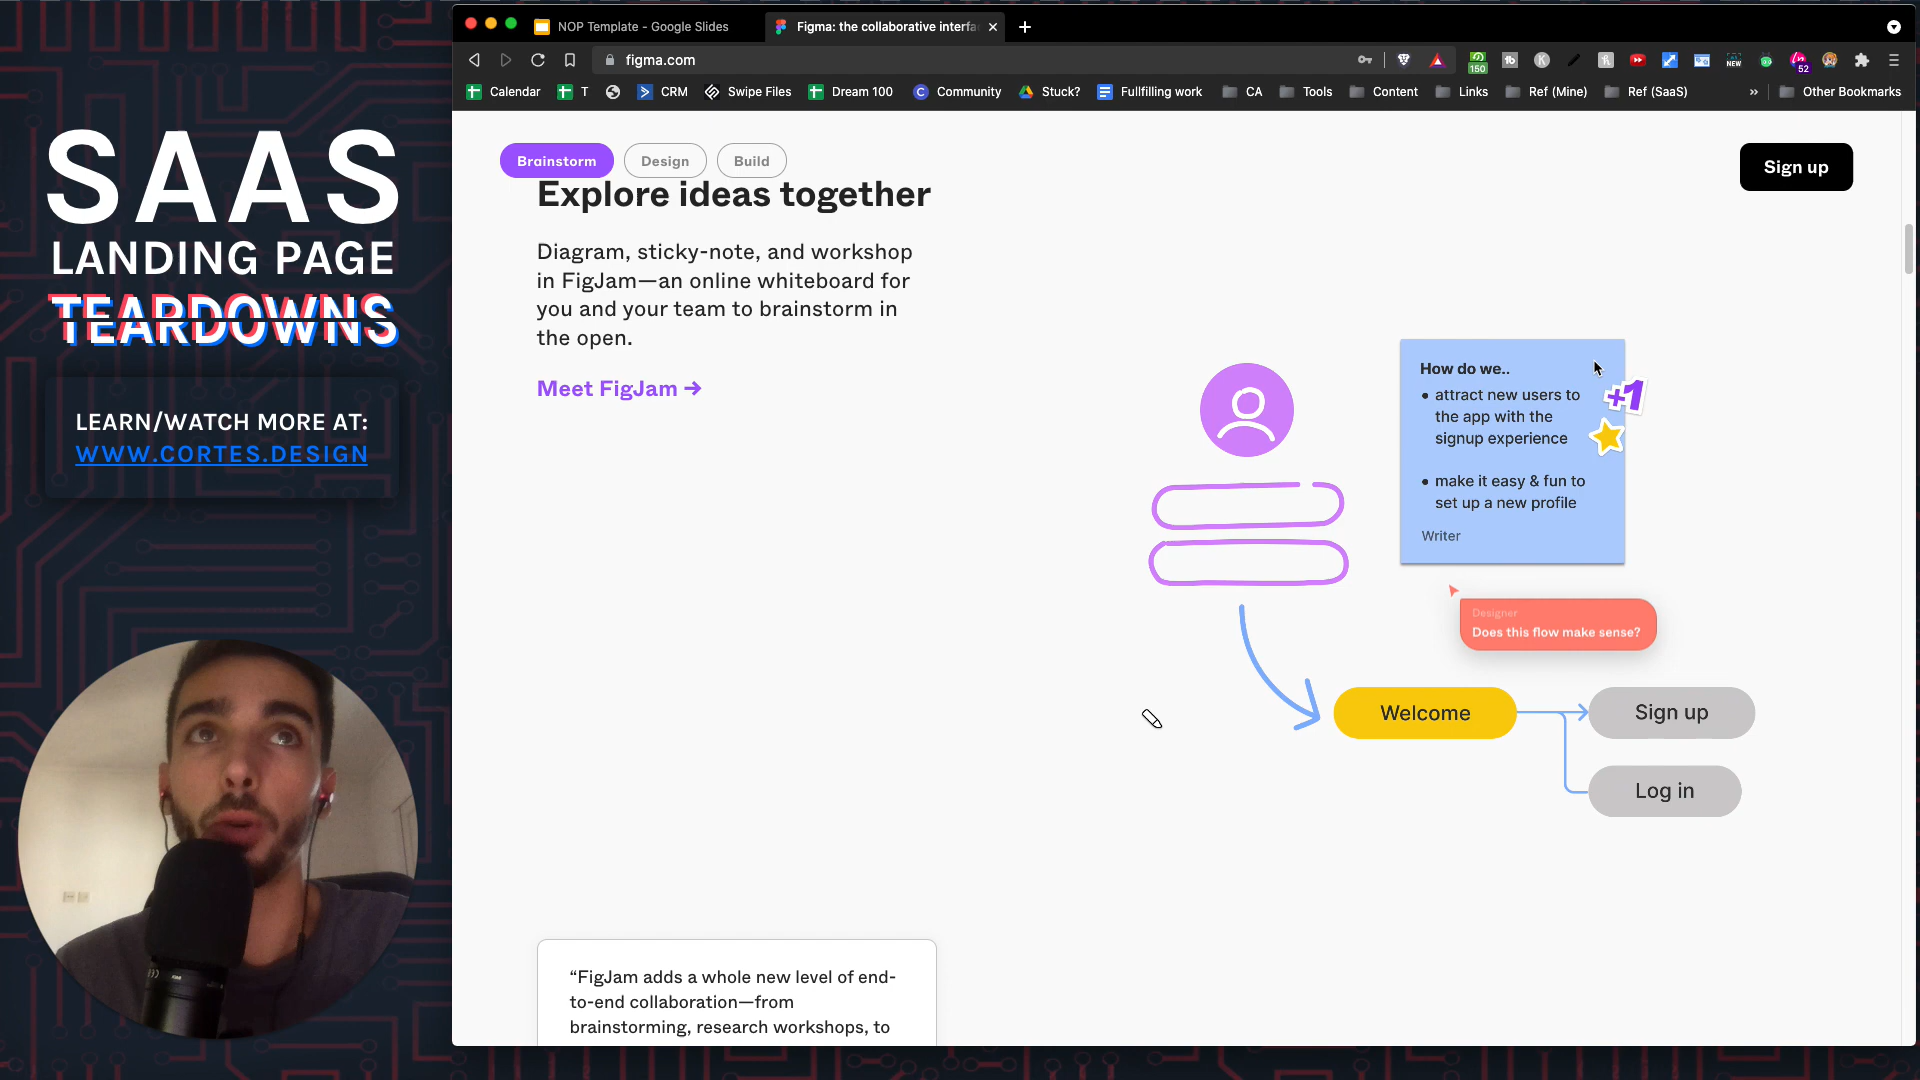 SAAS
LANDING PAGE
TEARDOWNS
LEARN/WATCH MORE AT:
WWW.CORTES.DESIGN
NOP Template - Google Slides
Figma: the collaborative interfa
figma.com
150
NEW
52
Calendar
T
CRM
Swipe Files
Dream 100
Community
Stuck?
Fullfilling work
CA
Tools
Content
Links
Ref (Mine)
Ref (SaaS)
»
Other Bookmarks
Brainstorm
Design
Build
Sign up
Explore ideas together
Diagram, sticky-note, and workshop
in FigJam—an online whiteboard for
you and your team to brainstorm in
the open.
Meet FigJam →
How do we..
• attract new users to
the app with the
signup experience
• make it easy & fun to
set up a new profile
Writer
+1
Designer
Does this flow make sense?
Welcome
Sign up
Log in
“FigJam adds a whole new level of end-
to-end collaboration—from
brainstorming, research workshops, to